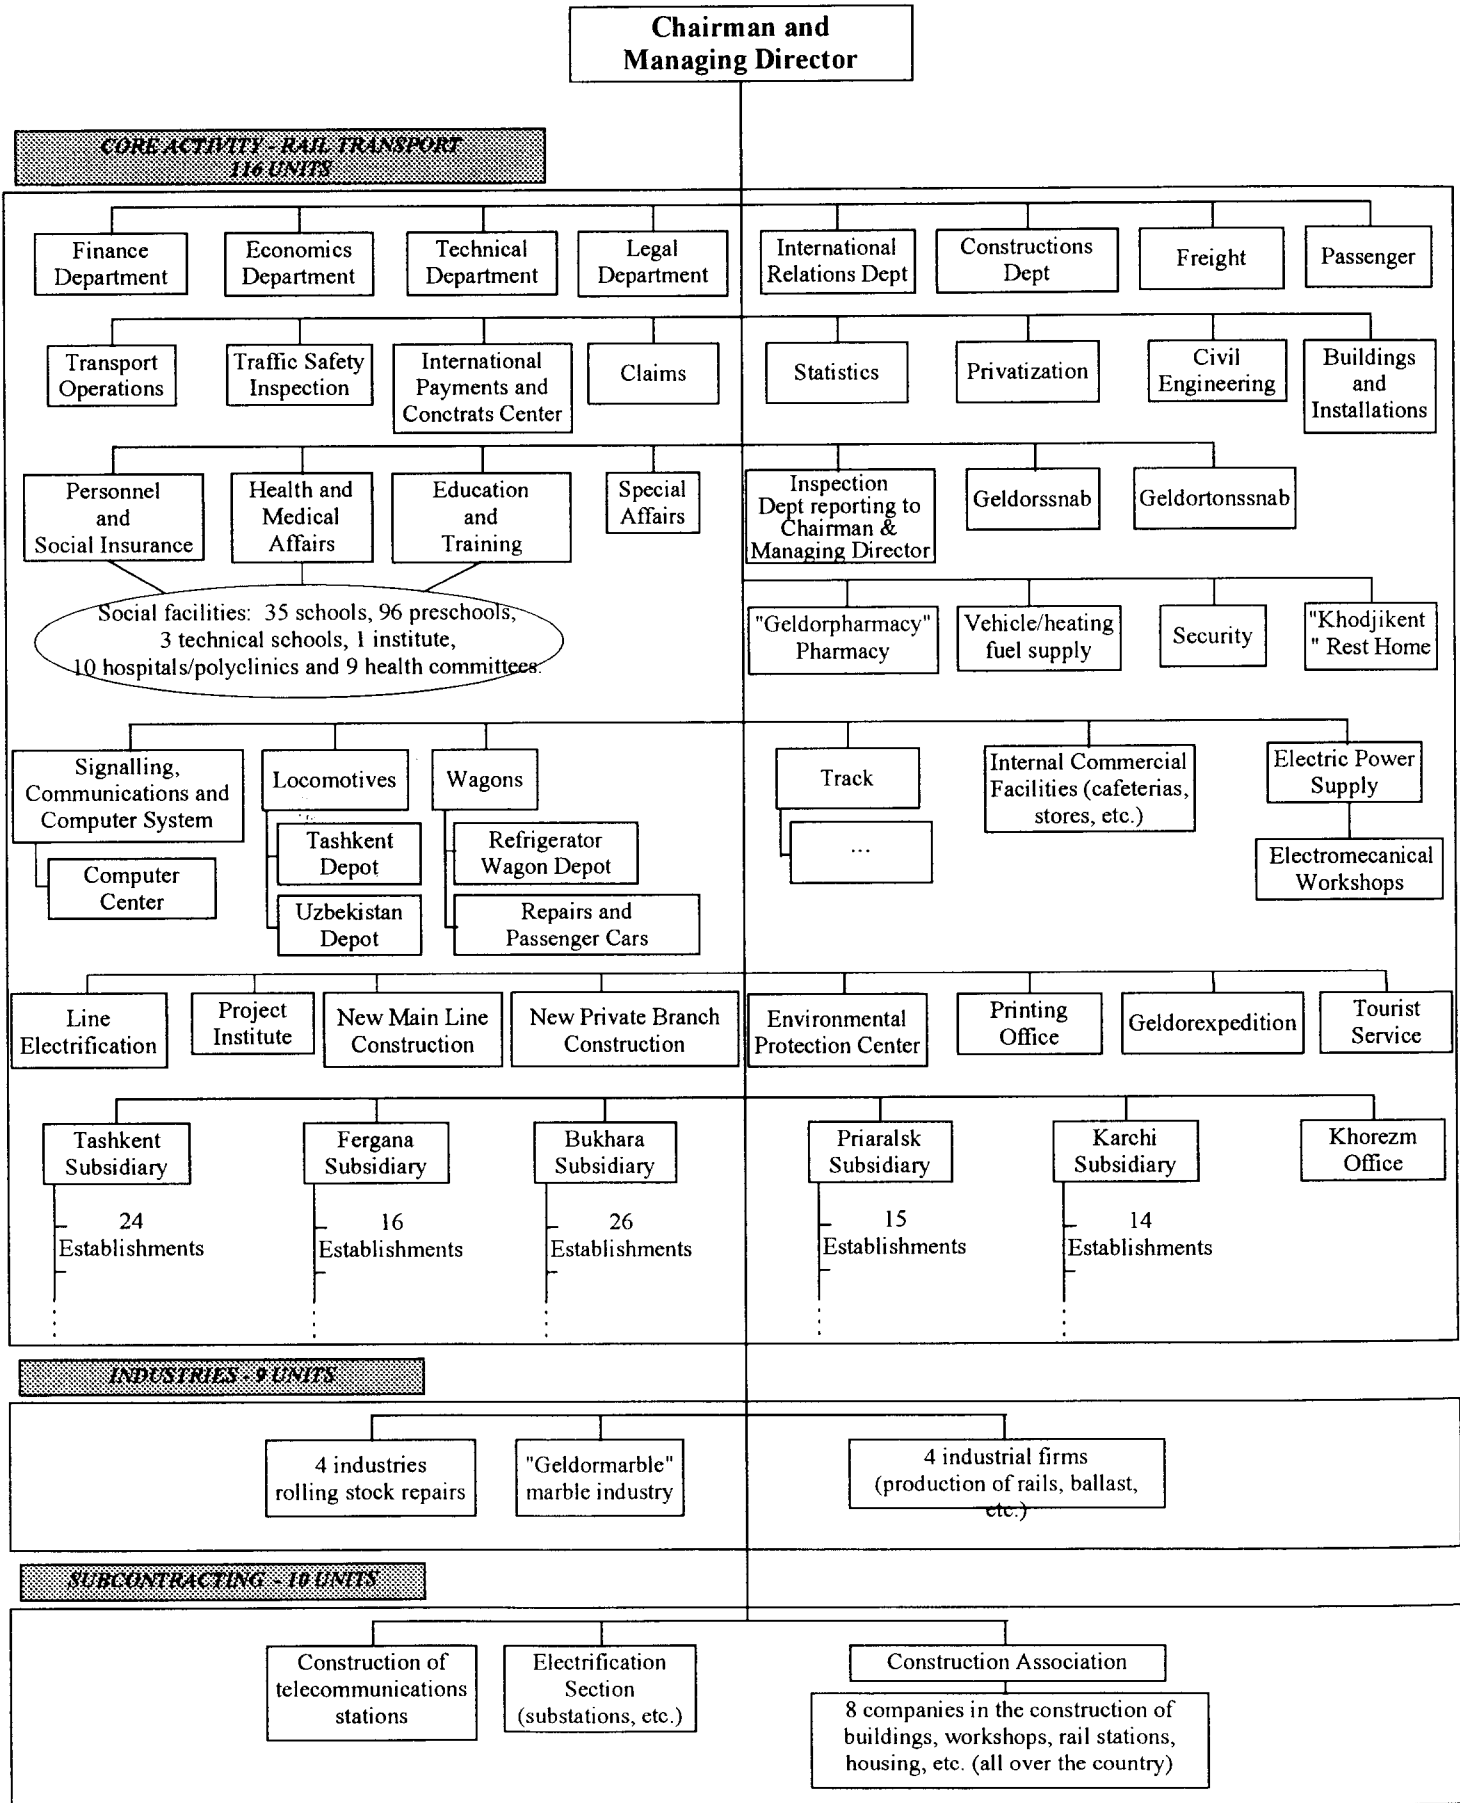 Chairman and
Managing Director
CORE ACTIVITY - RAIL TRANSPORT
116 UNITS
Finance
Department
Economics
Department
Technical
Department
Legal
Department
International
Relations Dept
Constructions
Dept
Freight
Passenger
Transport
Operations
Traffic Safety
Inspection
International
Payments and
Conctrats Center
Claims
Statistics
Privatization
Civil
Engineering
Buildings
and
Installations
Personnel
and
Social Insurance
Health and
Medical
Affairs
Education
and
Training
Special
Affairs
Inspection
Dept reporting to
Chairman &
Managing Director
Geldorssnab
Geldortonssnab
Social facilities: 35 schools, 96 preschools,
3 technical schools, 1 institute,
10 hospitals/polyclinics and 9 health committees.
"Geldorpharmacy"
Pharmacy
Vehicle/heating
fuel supply
Security
"Khodjikent
" Rest Home
Signalling,
Communications and
Computer System
Computer
Center
Locomotives
Tashkent
Depot
Uzbekistan
Depot
Wagons
Refrigerator
Wagon Depot
Repairs and
Passenger Cars
Track
...
Internal Commercial
Facilities (cafeterias,
stores, etc.)
Electric Power
Supply
Electromecanical
Workshops
Line
Electrification
Project
Institute
New Main Line
Construction
New Private Branch
Construction
Environmental
Protection Center
Printing
Office
Geldorexpedition
Tourist
Service
Tashkent
Subsidiary
24
Establishments
Fergana
Subsidiary
16
Establishments
Bukhara
Subsidiary
26
Establishments
Priaralsk
Subsidiary
15
Establishments
Karchi
Subsidiary
14
Establishments
Khorezm
Office
INDUSTRIES - 9 UNITS
4 industries
rolling stock repairs
"Geldormarble"
marble industry
4 industrial firms
(production of rails, ballast,
etc.)
SUBCONTRACTING - 10 UNITS
Construction of
telecommunications
stations
Electrification
Section
(substations, etc.)
Construction Association
8 companies in the construction of
buildings, workshops, rail stations,
housing, etc. (all over the country)